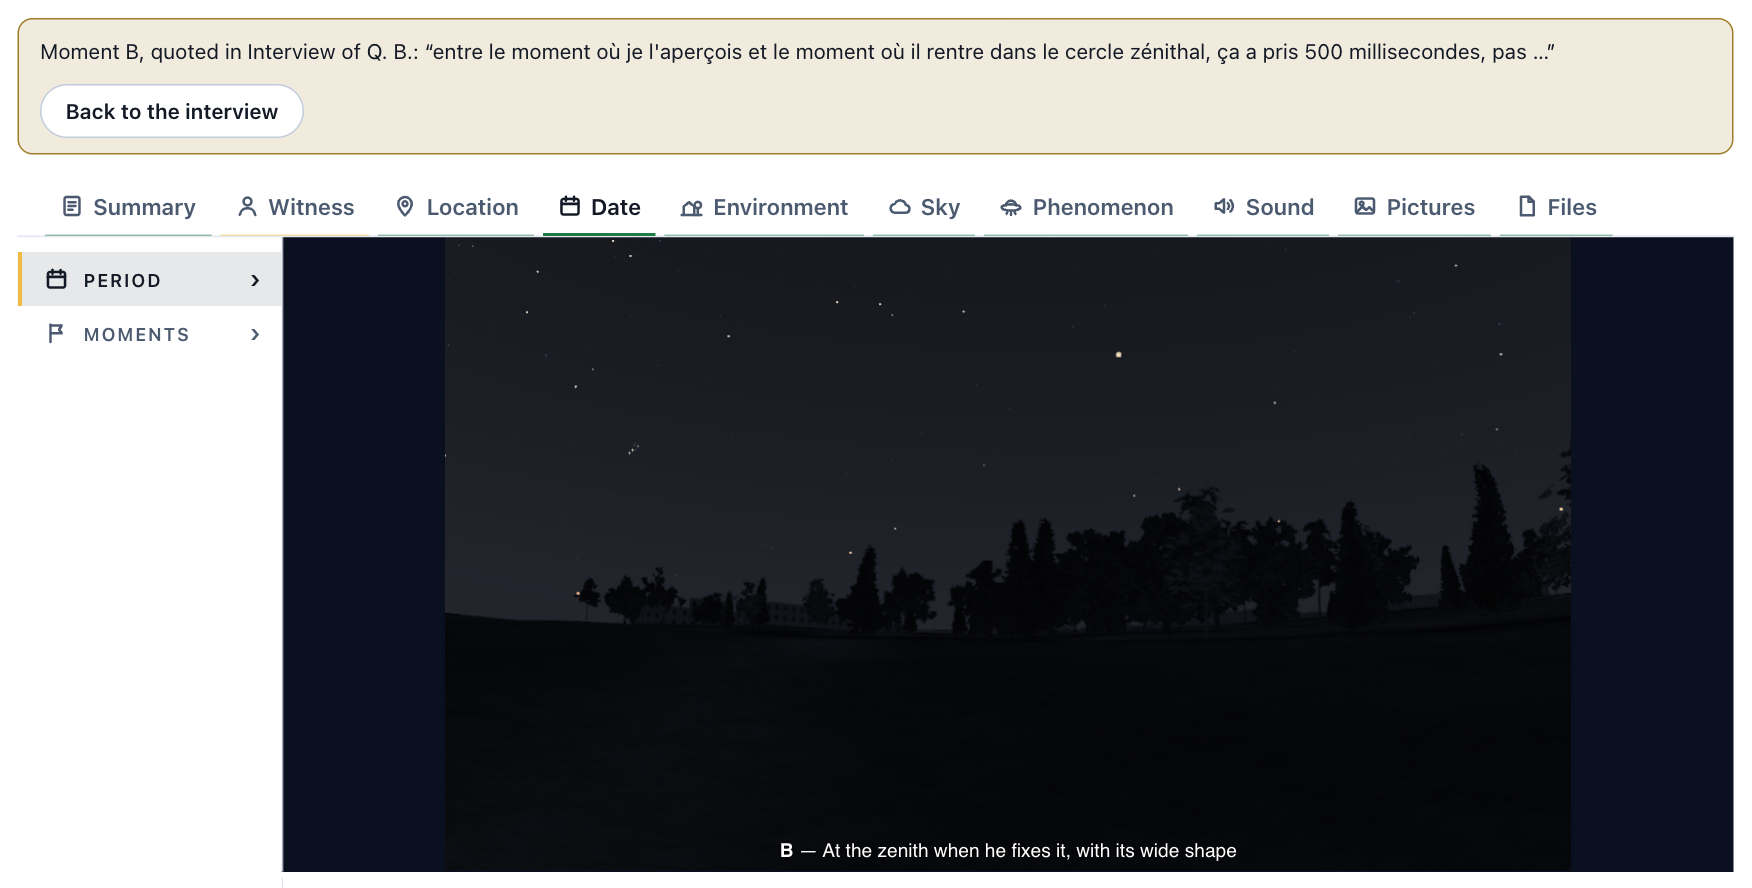 Moment B, quoted in Interview of Q. B.: “entre le moment où je l'aperçois et le moment où il rentre dans le cercle zénithal, ça a pris 500 millisecondes, pas …”
Back to the interview
Summary Witness Location Date Environment Sky Phenomenon Sound Pictures Files
PERIOD
MOMENTS
B — At the zenith when he fixes it, with its wide shape